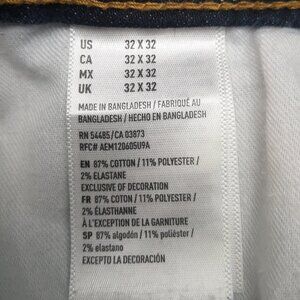 US 32 X 32
CA 32 X 32
MX 32 X 32
UK 32 X 32
MADE IN BANGLADESH / FABRIQUÉ AU
BANGLADESH / HECHO EN BANGLADESH
RN 54485/CA 03873
RFC# AEM120605U9A
EN 87% COTTON / 11% POLYESTER /
2% ELASTANE
EXCLUSIVE OF DECORATION
FR 87% COTON / 11% POLYESTER /
2% ÉLASTHANNE
À L'EXCEPTION DE LA GARNITURE
SP 87% algodón / 11% poliéster /
2% elastano
EXCEPTO LA DECORACIÓN